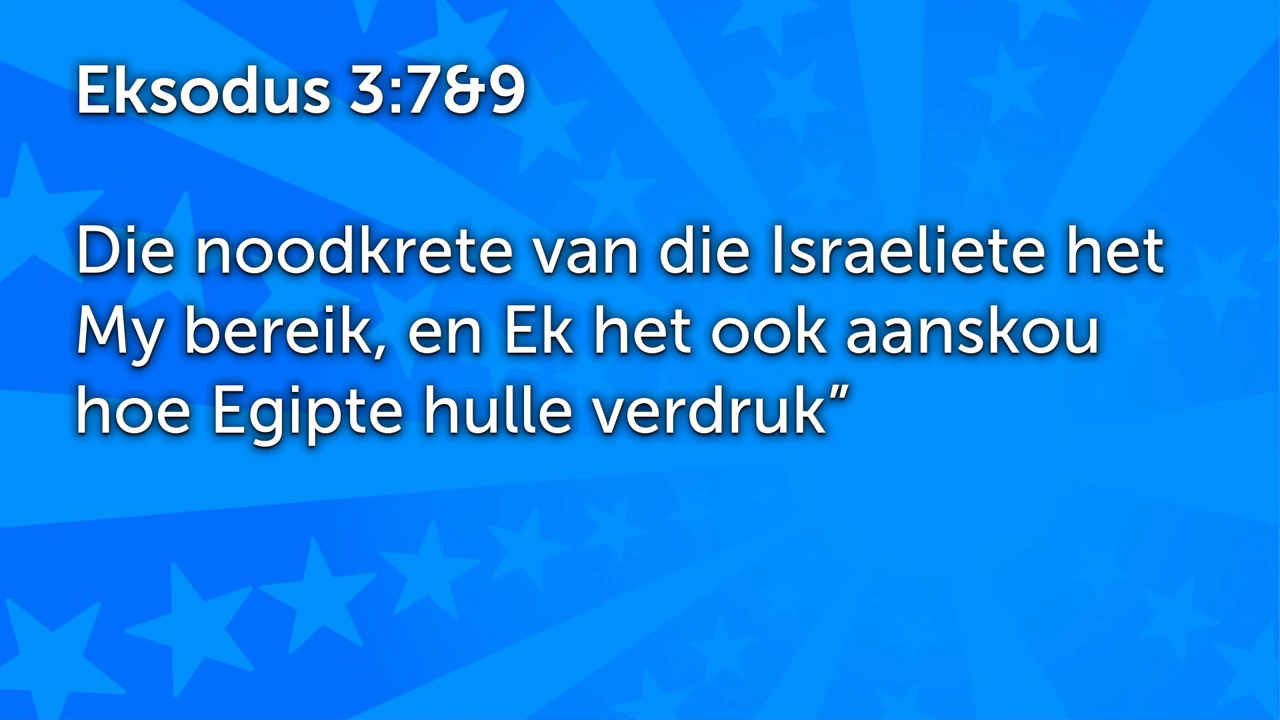 Eksodus 3:7&9
Die noodkrete van die Israeliete het
My bereik, en Ek het ook aanskou
hoe Egipte hulle verdruk”